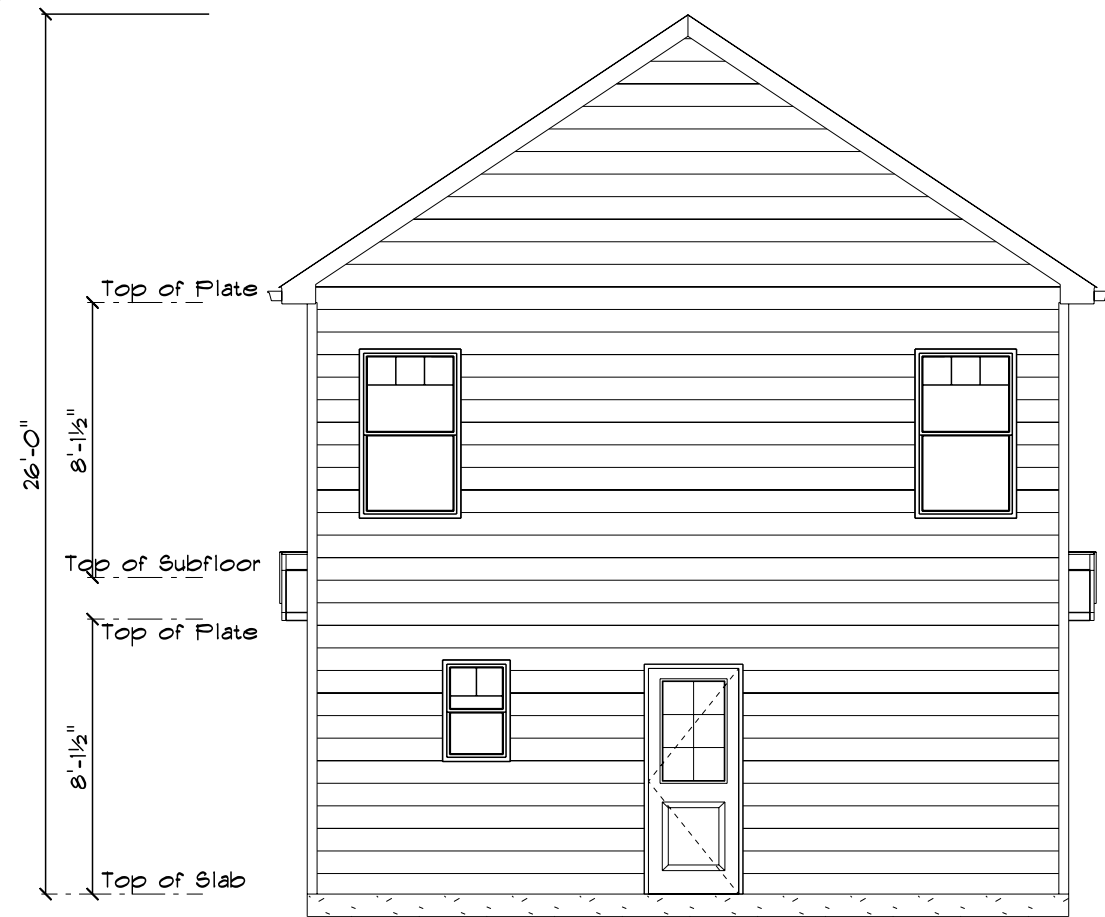 Top of Plate
8'-1½"
26'-0"
Top of Subfloor
Top of Plate
8'-1½"
Top of Slab